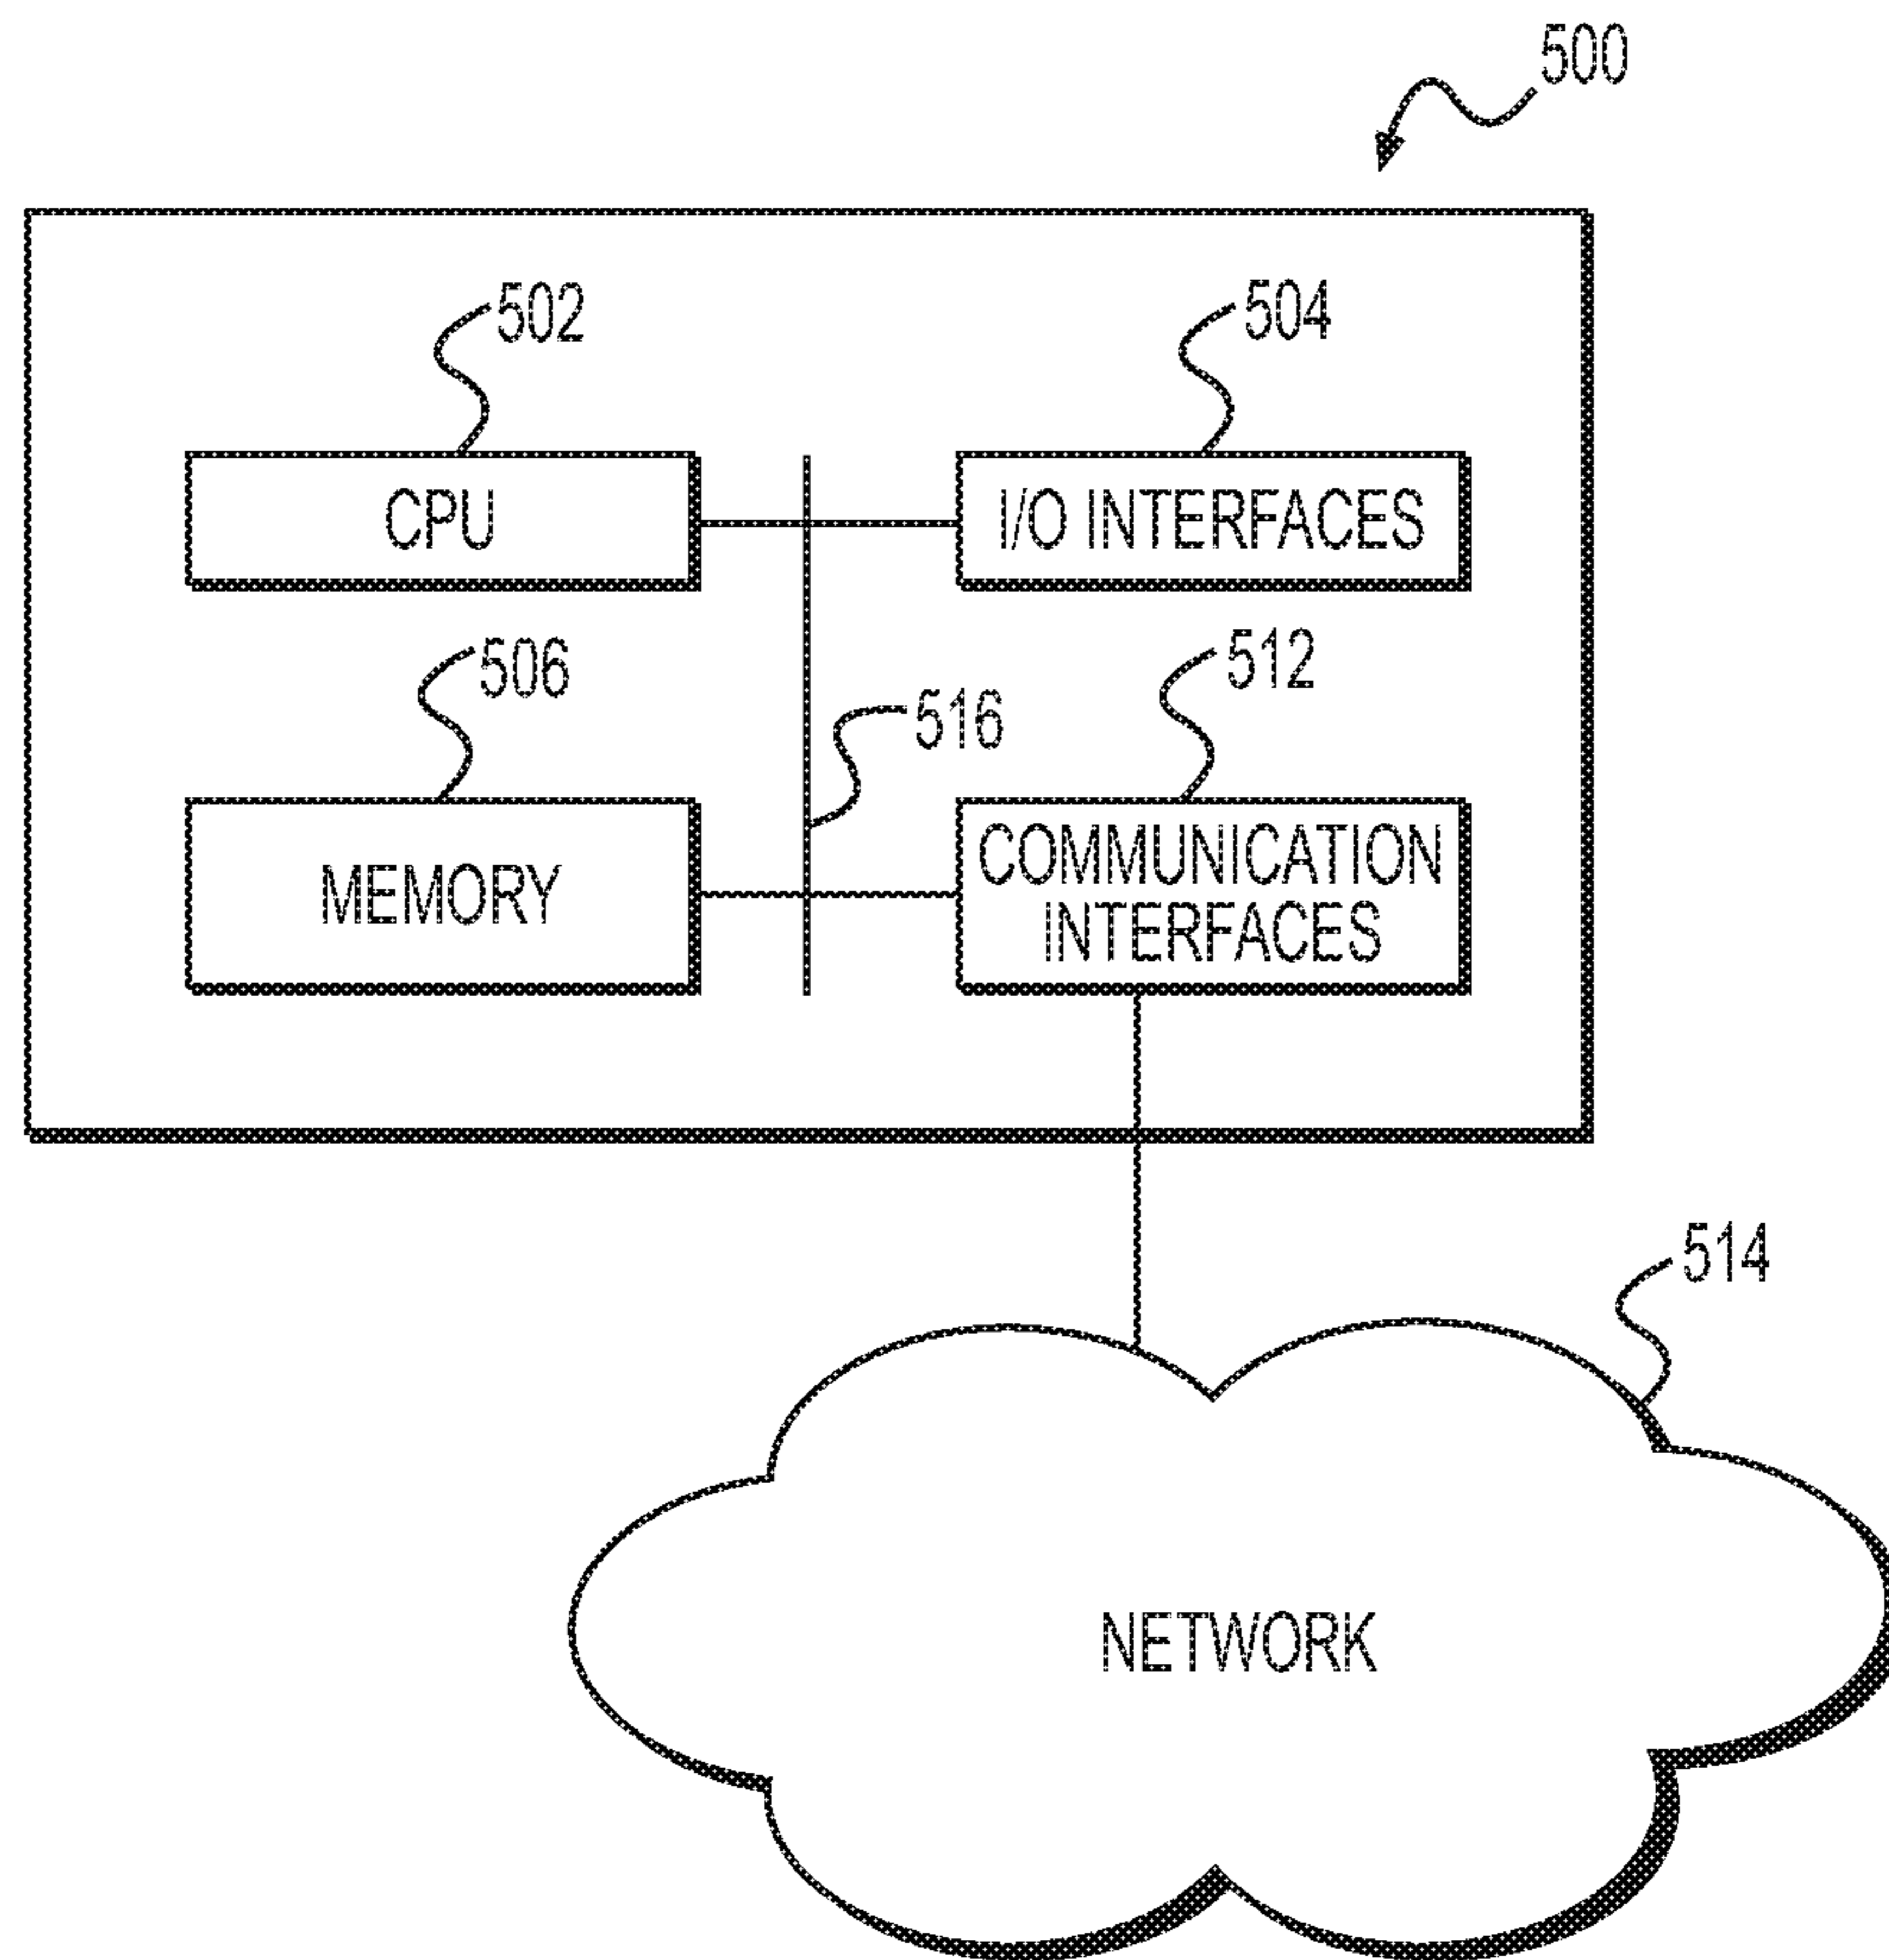 500
502
504
CPU
I/O INTERFACES
506
512
516
MEMORY
COMMUNICATION
INTERFACES
514
NETWORK